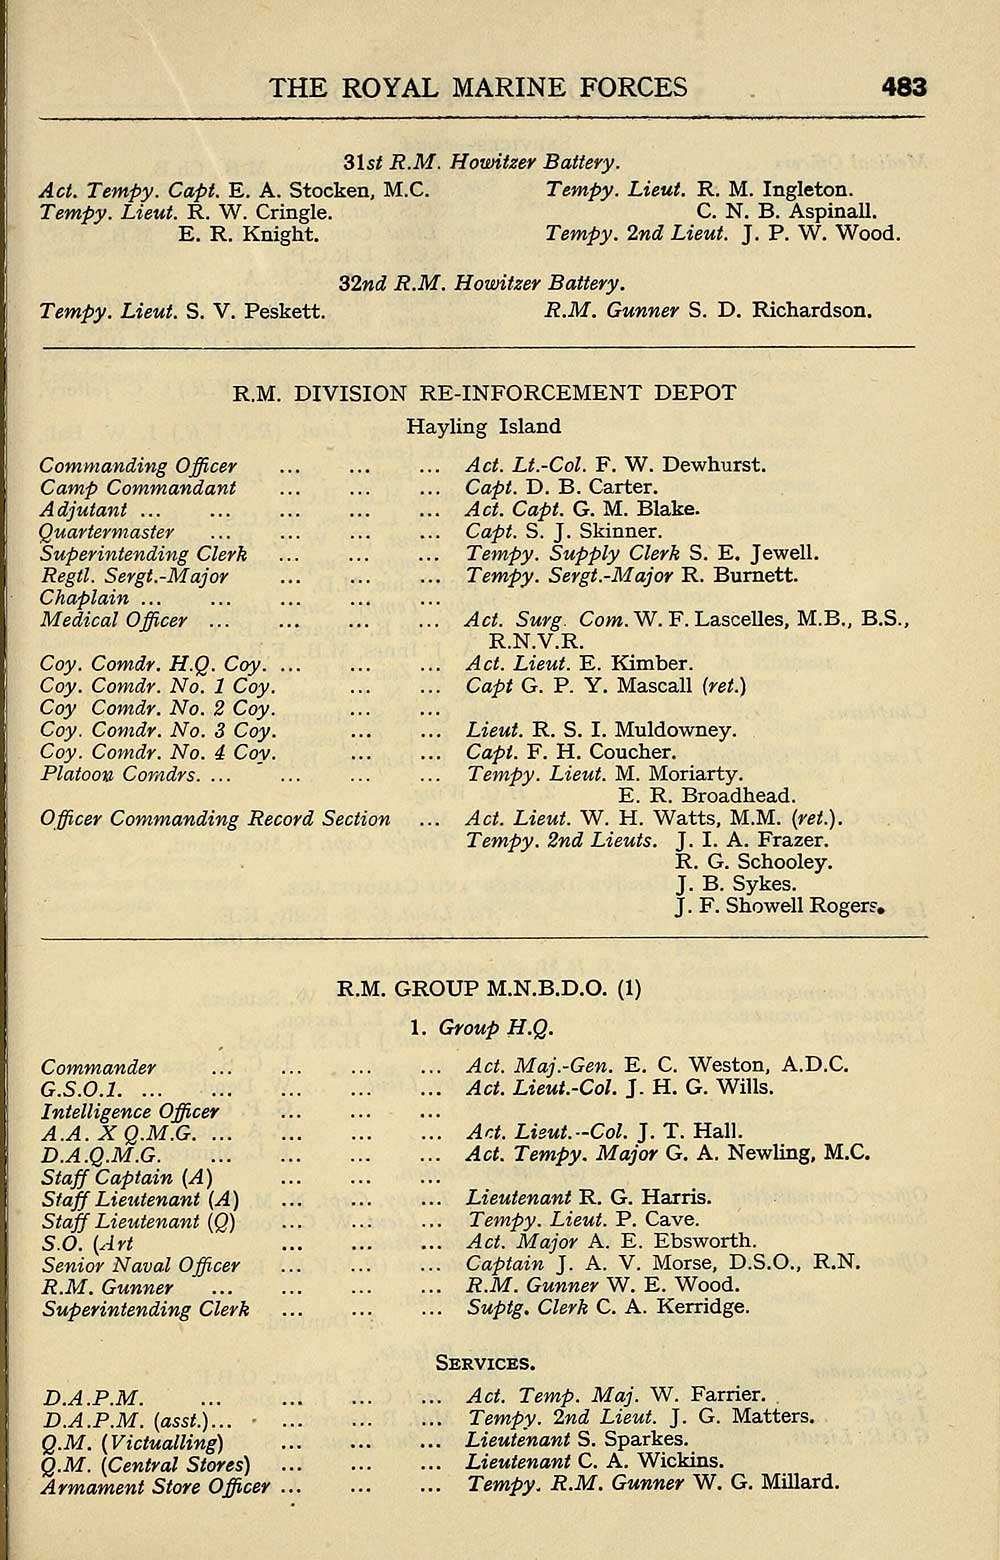 THE ROYAL MARINE FORCES 483
31st R.M. Howitzer Battery.
Act. Tempy. Capt. E. A. Stocken, M.C. Tempy. Lieut. R. M. Ingleton.
Tempy. Lieut. R. W. Cringle. C. N. B. Aspinall.
E. R. Knight. Tempy. 2nd Lieut. J. P. W. Wood.
32nd R.M. Howitzer Battery.
Tempy. Lieut. S. V. Peskett. R.M. Gunner S. D. Richardson.
R.M. DIVISION RE-INFORCEMENT DEPOT
Hayling Island
Commanding Officer ... ... ... Act. Lt.-Col. F. W. Dewhurst.
Camp Commandant ... ... ... Capt. D. B. Carter.
Adjutant ... ... ... ... ... Act. Capt. G. M. Blake.
Quartermaster ... ... ... ... Capt. S. J. Skinner.
Superintending Clerk ... ... ... Tempy. Supply Clerk S. E. Jewell.
Regtl. Sergt.-Major ... ... ... Tempy. Sergt.-Major R. Burnett.
Chaplain ... ... ... ... ...
Medical Officer ... ... ... ... Act. Surg. Com. W. F. Lascelles, M.B., B.S.,
R.N.V.R.
Coy. Comdr. H.Q. Coy. ... ... ... Act. Lieut. E. Kimber.
Coy. Comdr. No. 1 Coy. ... ... Capt G. P. Y. Mascall (ret.)
Coy Comdr. No. 2 Coy. ... ...
Coy. Comdr. No. 3 Coy. ... ... Lieut. R. S. I. Muldowney.
Coy. Comdr. No. 4 Coy. ... ... Capt. F. H. Coucher.
Platoon Comdrs. ... ... ... ... Tempy. Lieut. M. Moriarty.
E. R. Broadhead.
Officer Commanding Record Section ... Act. Lieut. W. H. Watts, M.M. (ret.).
Tempy. 2nd Lieuts. J. I. A. Frazer.
R. G. Schooley.
J. B. Sykes.
J. F. Showell Rogers.
R.M. GROUP M.N.B.D.O. (1)
1. Group H.Q.
Commander ... ... ... ... Act. Maj.-Gen. E. C. Weston, A.D.C.
G.S.O.1. ... ... ... ... ... Act. Lieut.-Col. J. H. G. Wills.
Intelligence Officer ... ... ...
A.A. X Q.M.G. ... ... ... ... Act. Lieut.--Col. J. T. Hall.
D.A.Q.M.G. ... ... ... ... Act. Tempy. Major G. A. Newling, M.C.
Staff Captain (A) ... ... ...
Staff Lieutenant (A) ... ... ... Lieutenant R. G. Harris.
Staff Lieutenant (Q) ... ... ... Tempy. Lieut. P. Cave.
S.O. (Art ... ... ... Act. Major A. E. Ebsworth.
Senior Naval Officer ... ... ... Captain J. A. V. Morse, D.S.O., R.N.
R.M. Gunner ... ... ... ... R.M. Gunner W. E. Wood.
Superintending Clerk ... ... ... Suptg. Clerk C. A. Kerridge.
SERVICES.
D.A.P.M. ... ... ... ... Act. Temp. Maj. W. Farrier.
D.A.P.M. (asst.)... ... ... ... Tempy. 2nd Lieut. J. G. Matters.
Q.M. (Victualling) ... ... ... Lieutenant S. Sparkes.
Q.M. (Central Stores) ... ... ... Lieutenant C. A. Wickins.
Armament Store Officer ... ... ... Tempy. R.M. Gunner W. G. Millard.